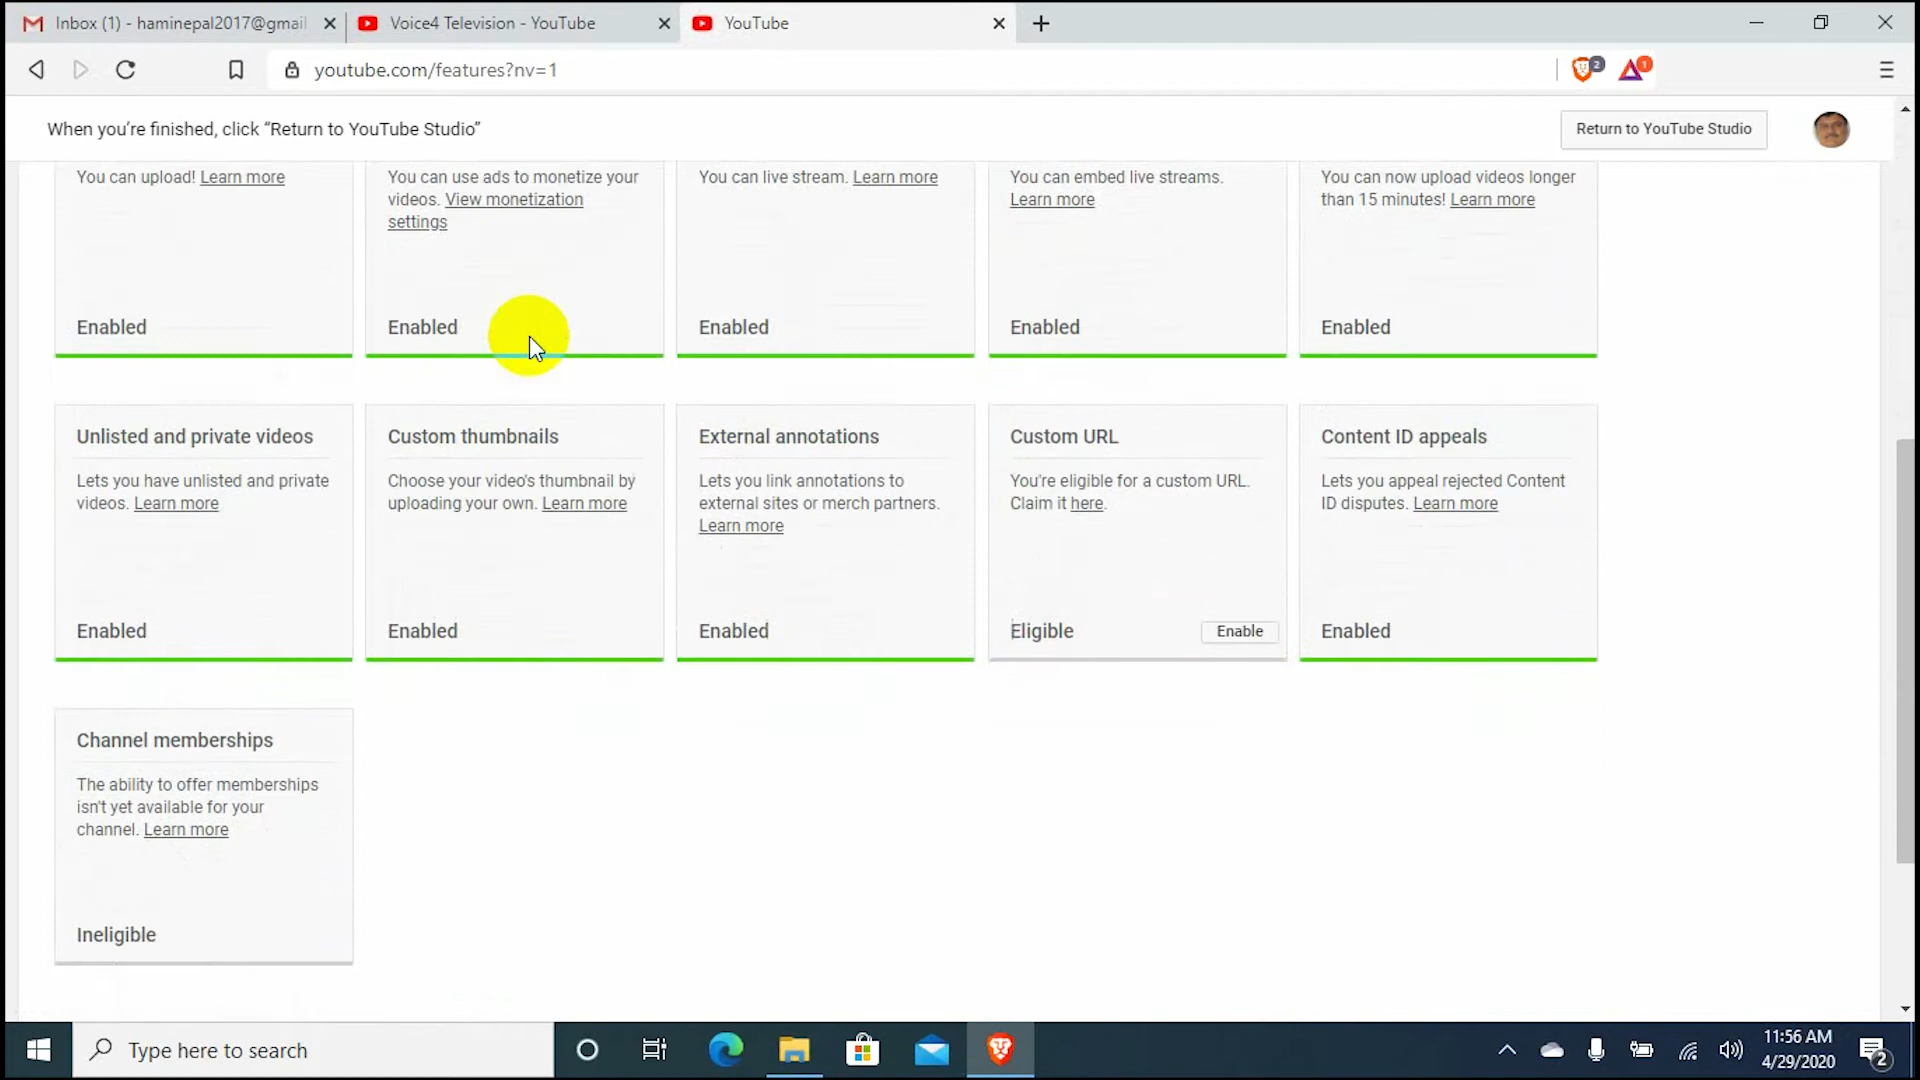 Inbox (1) - haminepal2017@gmail
Voice4 Television - YouTube
YouTube
youtube.com/features?nv=1
2
1
When you're finished, click “Return to YouTube Studio”
Return to YouTube Studio
You can upload! Learn more
You can use ads to monetize your
videos. View monetization
settings
You can live stream. Learn more
You can embed live streams.
Learn more
You can now upload videos longer
than 15 minutes! Learn more
Enabled
Enabled
Enabled
Enabled
Enabled
Unlisted and private videos
Lets you have unlisted and private
videos. Learn more
Enabled
Custom thumbnails
Choose your video's thumbnail by
uploading your own. Learn more
Enabled
External annotations
Lets you link annotations to
external sites or merch partners.
Learn more
Enabled
Custom URL
You're eligible for a custom URL.
Claim it here.
Eligible
Enable
Content ID appeals
Lets you appeal rejected Content
ID disputes. Learn more
Enabled
Channel memberships
The ability to offer memberships
isn't yet available for your
channel. Learn more
Ineligible
Type here to search
11:56 AM
4/29/2020
2